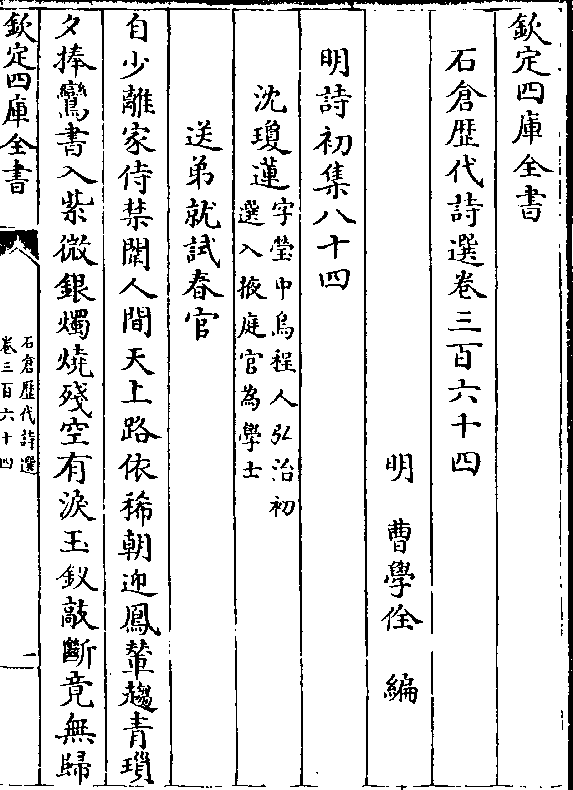 欽定四庫全書
石倉歴代詩選卷三百六十四
明 曹學佺 編
明詩初集八十四
沈瓊蓮字瑩中烏程人弘治初
選入掖庭官為學士
送弟就試春官
自少離家侍禁闈人間天上路依稀朝迎鳳輦趨青瑣
夕捧鸞書入紫微銀燭燒殘空有淚玉釵敲斷竟無歸
欽定四庫全書
石倉歴代詩選
卷三百六十四
一